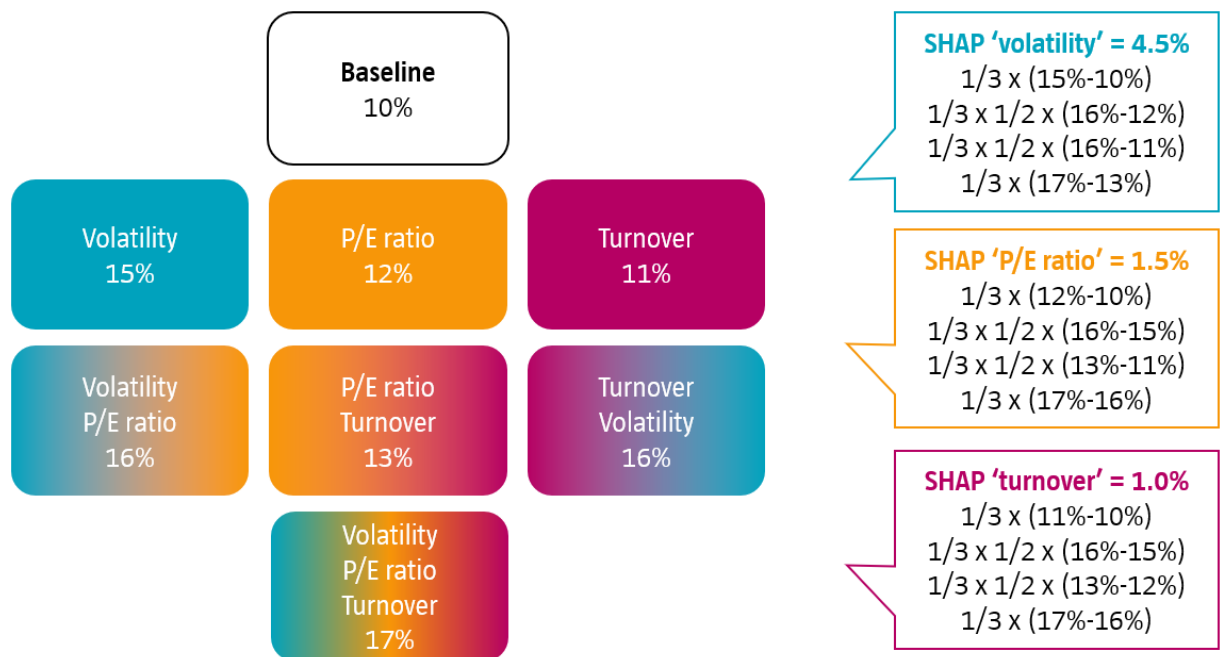 Baseline
10%
Volatility
15%
P/E ratio
12%
Turnover
11%
Volatility
P/E ratio
16%
P/E ratio
Turnover
13%
Turnover
Volatility
16%
Volatility
P/E ratio
Turnover
17%
SHAP ‘volatility’ = 4.5%
1/3 x (15%-10%)
1/3 x 1/2 x (16%-12%)
1/3 x 1/2 x (16%-11%)
1/3 x (17%-13%)
SHAP ‘P/E ratio’ = 1.5%
1/3 x (12%-10%)
1/3 x 1/2 x (16%-15%)
1/3 x 1/2 x (13%-11%)
1/3 x (17%-16%)
SHAP ‘turnover’ = 1.0%
1/3 x (11%-10%)
1/3 x 1/2 x (16%-15%)
1/3 x 1/2 x (13%-12%)
1/3 x (17%-16%)